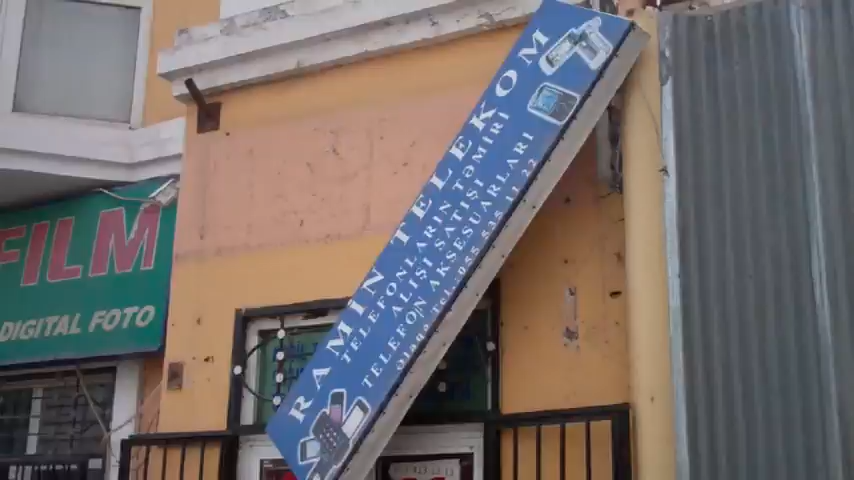 FILM
DIGITAL FOTO
RAMIN TELEKOM
TELEFONLARIN TƏMİRİ
ALIŞI SATIŞI
TELEFON AKSESUARLARI